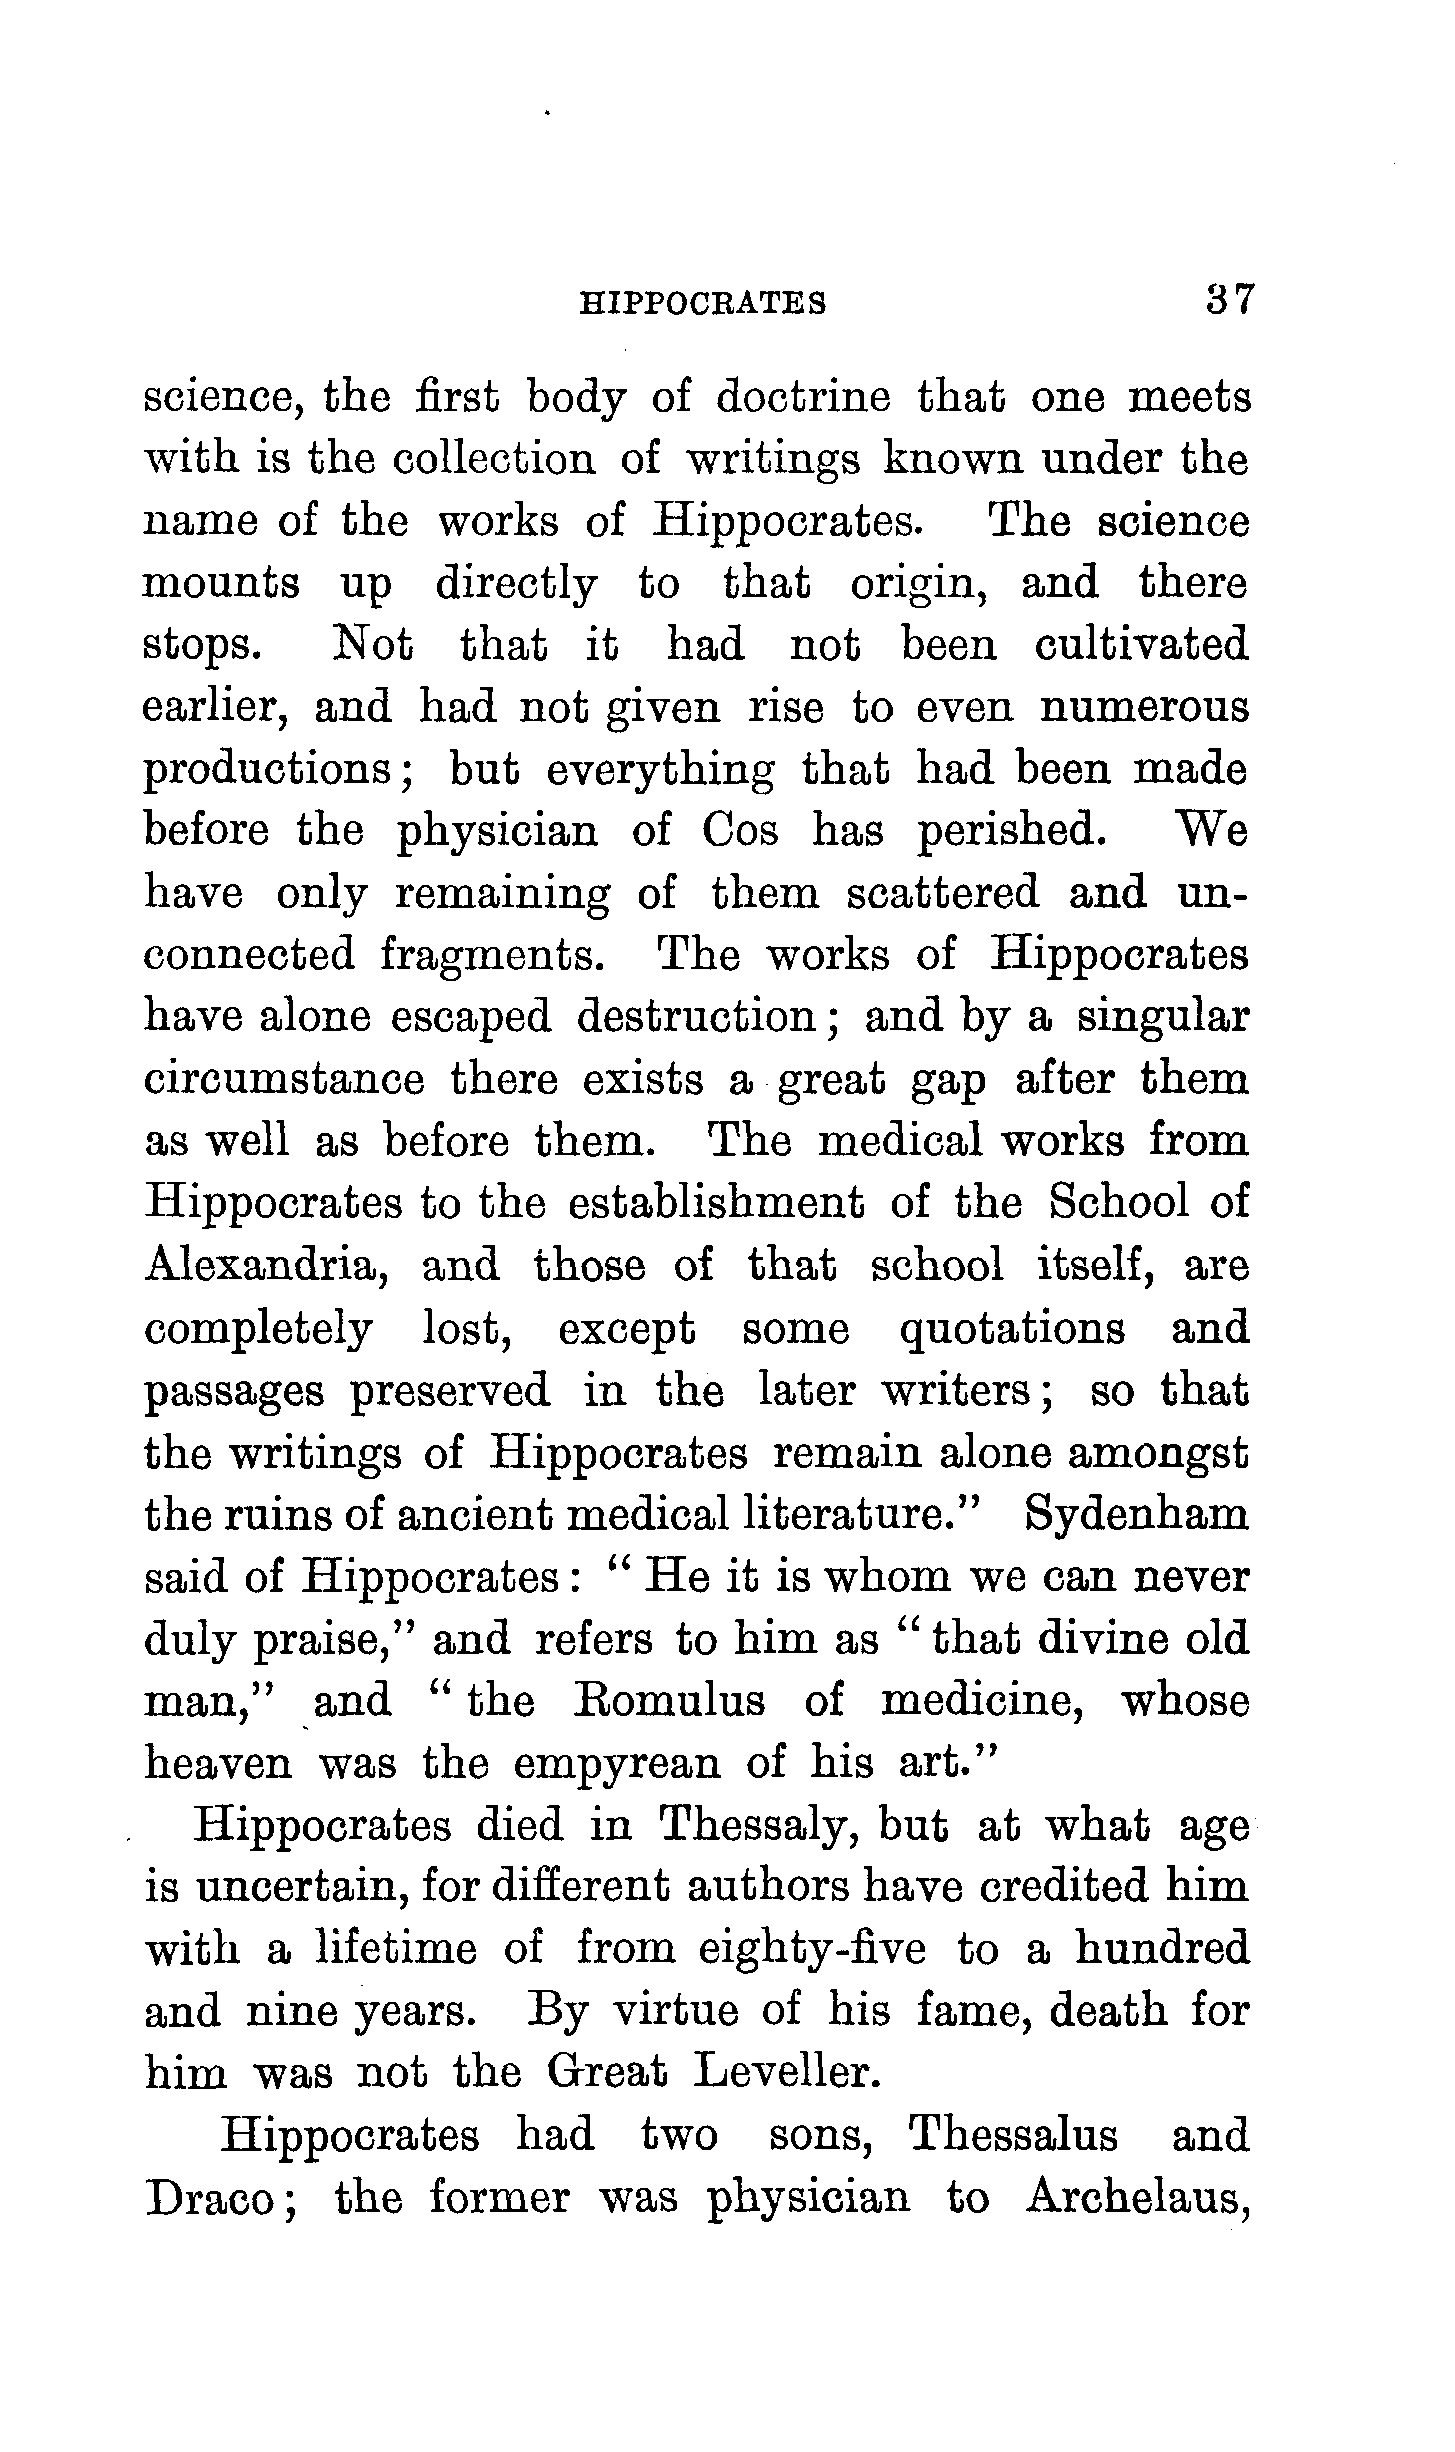 HIPPOCRATES 37
science, the first body of doctrine that one meets
with is the collection of writings known under the
name of the works of Hippocrates. The science
mounts up directly to that origin, and there
stops. Not that it had not been cultivated
earlier, and had not given rise to even numerous
productions; but everything that had been made
before the physician of Cos has perished. We
have only remaining of them scattered and un-
connected fragments. The works of Hippocrates
have alone escaped destruction; and by a singular
circumstance there exists a great gap after them
as well as before them. The medical works from
Hippocrates to the establishment of the School of
Alexandria, and those of that school itself, are
completely lost, except some quotations and
passages preserved in the later writers; so that
the writings of Hippocrates remain alone amongst
the ruins of ancient medical literature.” Sydenham
said of Hippocrates: “He it is whom we can never
duly praise,” and refers to him as “that divine old
man,” and “the Romulus of medicine, whose
heaven was the empyrean of his art.”
Hippocrates died in Thessaly, but at what age
is uncertain, for different authors have credited him
with a lifetime of from eighty-five to a hundred
and nine years. By virtue of his fame, death for
him was not the Great Leveller.
Hippocrates had two sons, Thessalus and
Draco; the former was physician to Archelaus,